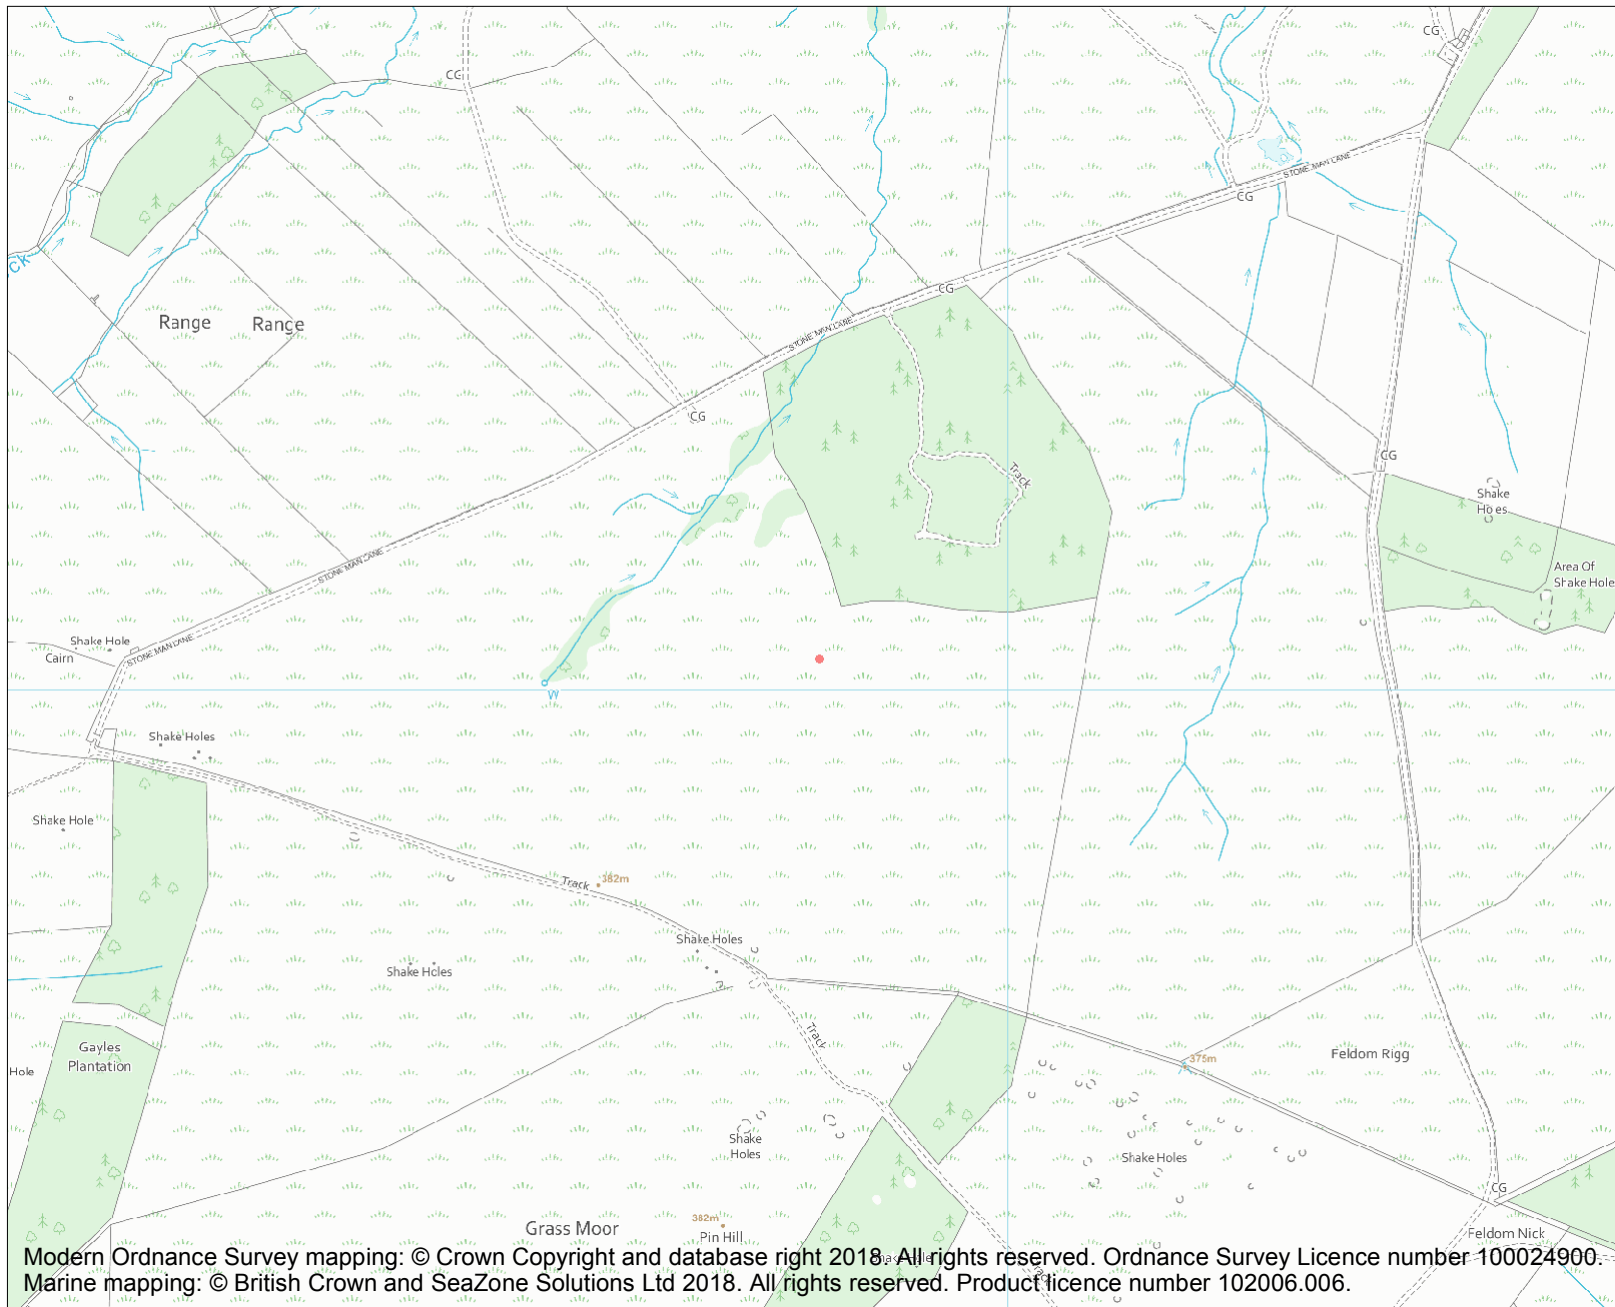 CG
CG
STONE MAN LANE
CG
ck
CG
Range
Range
STONE MAN LANE
CG
CG
Track
Shake
Holes
STONE MAN LANE
Area Of
Shake Hole
Shake Hole
STONE MAN LANE
Cairn
W
Shake Holes
Shake Hole
Track
382m
Shake Holes
Shake Holes
Track
Gayles
Plantation
Hole
375m
Feldom Rigg
Shake
Holes
Shake Holes
CG
382m
Grass Moor
Pin Hill
Feldom Nick
Shake Hole
Track
Modern Ordnance Survey mapping: © Crown Copyright and database right 2018. All rights reserved. Ordnance Survey Licence number 100024900.
Marine mapping: © British Crown and SeaZone Solutions Ltd 2018. All rights reserved. Product licence number 102006.006.